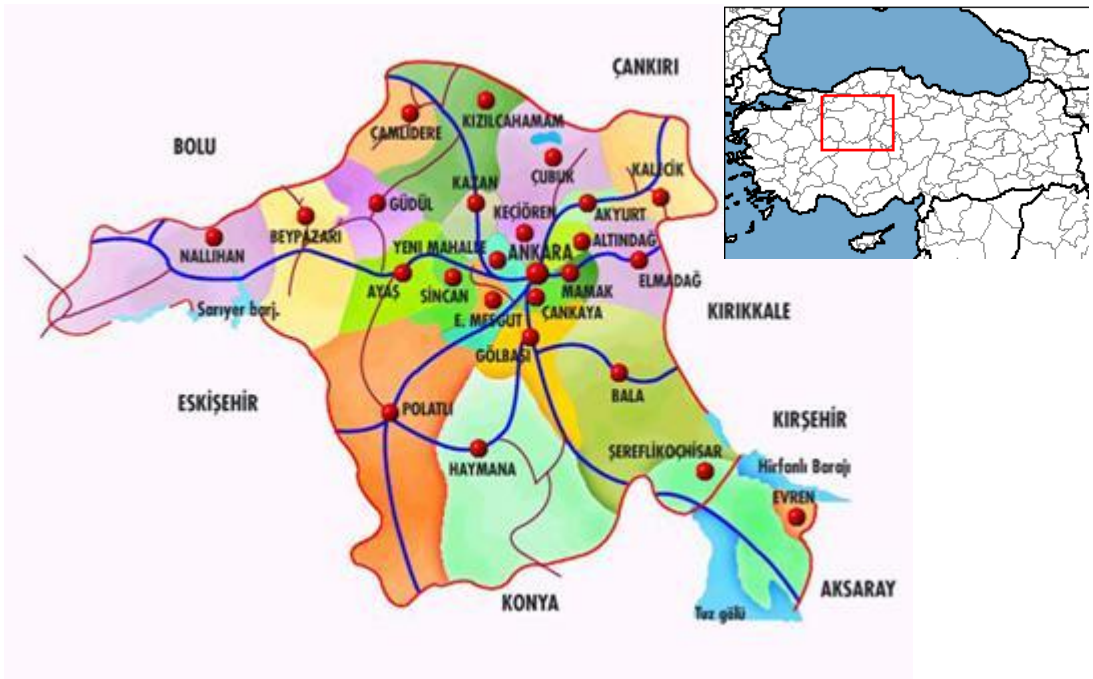 ÇANKIRI
ÇAMLIDERE
KIZILCAHAMAM
BOLU
ÇUBUK
KALECİK
KAZAN
GÜDÜL
KEÇİÖREN
AKYURT
BEYPAZARI
YENİ MAHALLE
ANKARA
ALTINDAĞ
NALLIHAN
ELMADAĞ
AYAŞ
SİNCAN
MAMAK
Sarıyer barj.
E. MESGUT
ÇANKAYA
KIRIKKALE
GÖLBAŞI
ESKİŞEHİR
BALA
POLATLI
KIRŞEHİR
HAYMANA
ŞEREFLİKOÇHİSAR
Hirfanlı Barajı
EVREN
AKSARAY
KONYA
Tuz gölü